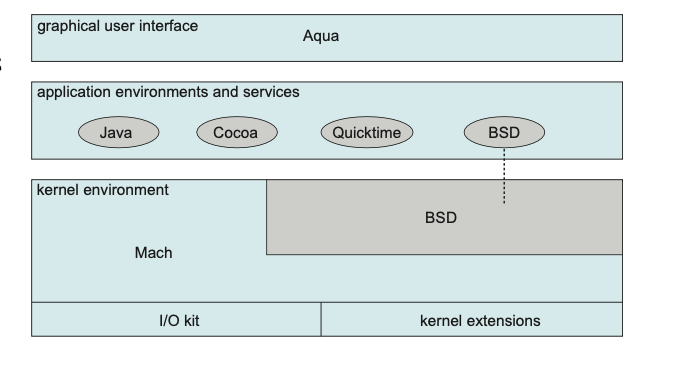 graphical user interface
Aqua
application environments and services
Java
Cocoa
Quicktime
BSD
kernel environment
BSD
Mach
I/O kit
kernel extensions